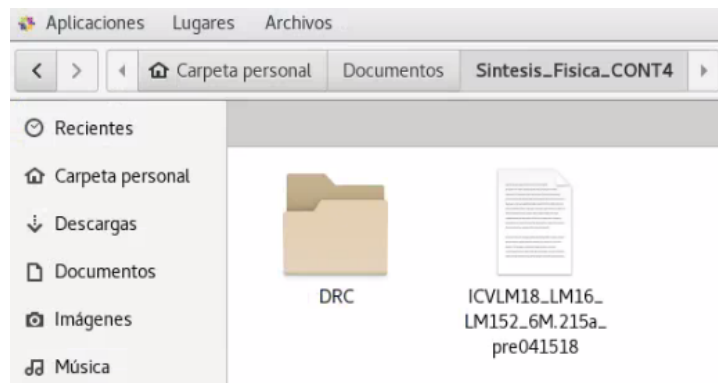 Aplicaciones Lugares Archivos
Carpeta personal Documentos Sintesis_Fisica_CONT4
Recientes
Carpeta personal
Descargas
Documentos
Imágenes
Música
DRC
ICVLM18_LM16_
LM152_6M.215a_
pre041518